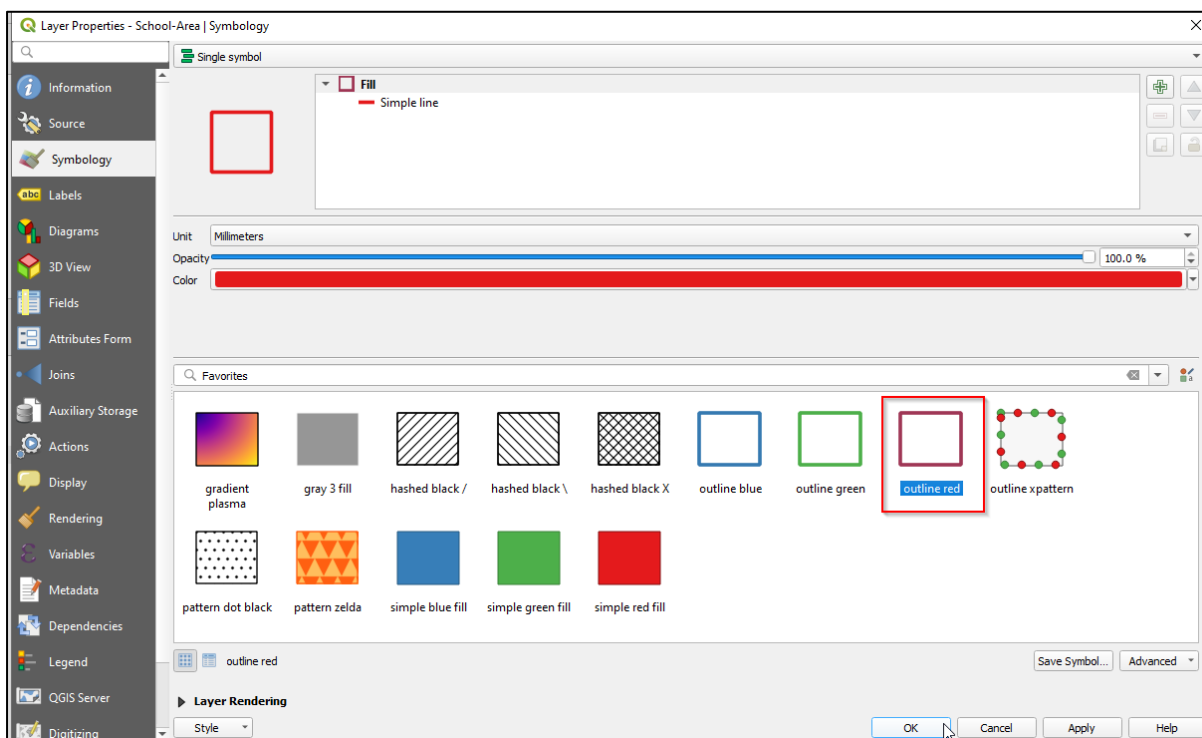 Layer Properties - School-Area | Symbology
Single symbol
Information
Source
Symbology
abc Labels
Diagrams
3D View
Fields
Attributes Form
Joins
Auxiliary Storage
Actions
Display
Rendering
Variables
Metadata
Dependencies
Legend
QGIS Server
Digitizing
Fill
Simple line
Unit Millimeters
Opacity 100.0 %
Color
Favorites
gradient plasma
gray 3 fill
hashed black /
hashed black \
hashed black X
outline blue
outline green
outline red
outline xpattern
pattern dot black
pattern zelda
simple blue fill
simple green fill
simple red fill
outline red
Save Symbol...
Advanced
Layer Rendering
Style
OK
Cancel
Apply
Help